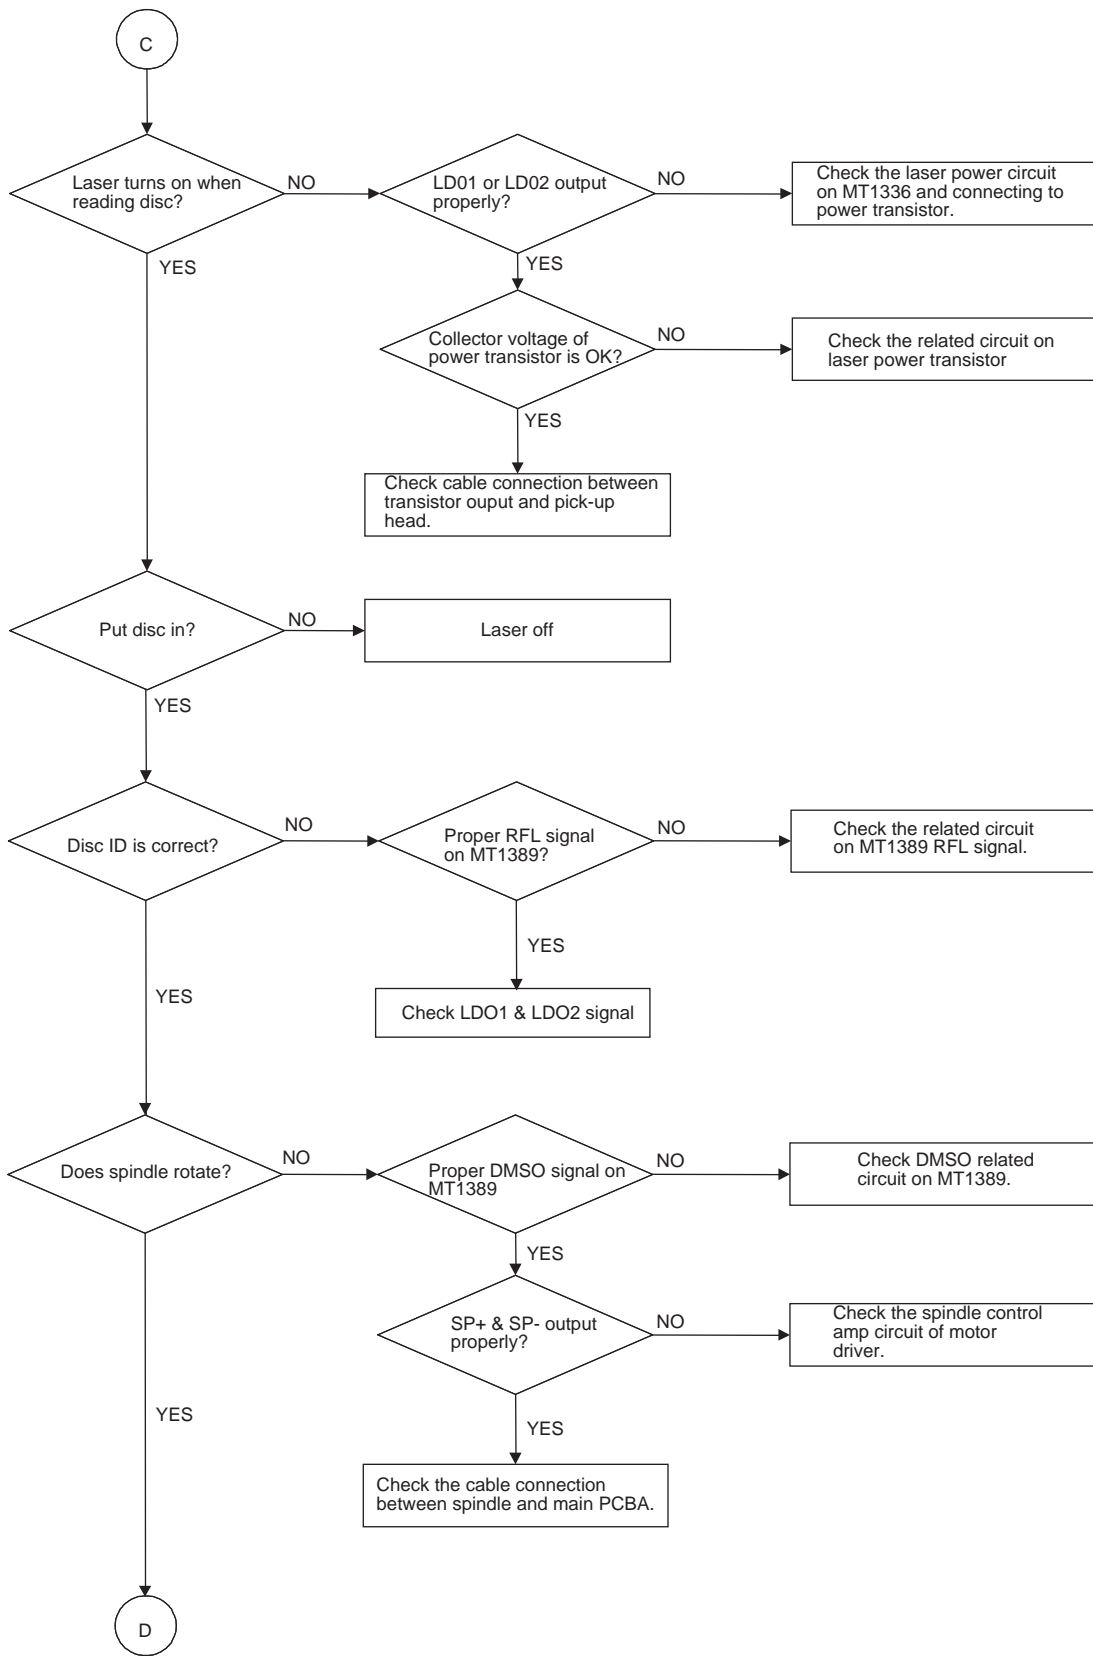 C
Laser turns on when
reading disc?
NO
LD01 or LD02 output
properly?
NO
Check the laser power circuit
on MT1336 and connecting to
power transistor.
YES
YES
Collector voltage of
power transistor is OK?
NO
Check the related circuit on
laser power transistor
YES
Check cable connection between
transistor ouput and pick-up
head.
Put disc in?
NO
Laser off
YES
Disc ID is correct?
NO
Proper RFL signal
on MT1389?
NO
Check the related circuit
on MT1389 RFL signal.
YES
YES
Check LDO1 & LDO2 signal
Does spindle rotate?
NO
Proper DMSO signal on
MT1389
NO
Check DMSO related
circuit on MT1389.
YES
SP+ & SP- output
properly?
NO
Check the spindle control
amp circuit of motor
driver.
YES
YES
Check the cable connection
between spindle and main PCBA.
D